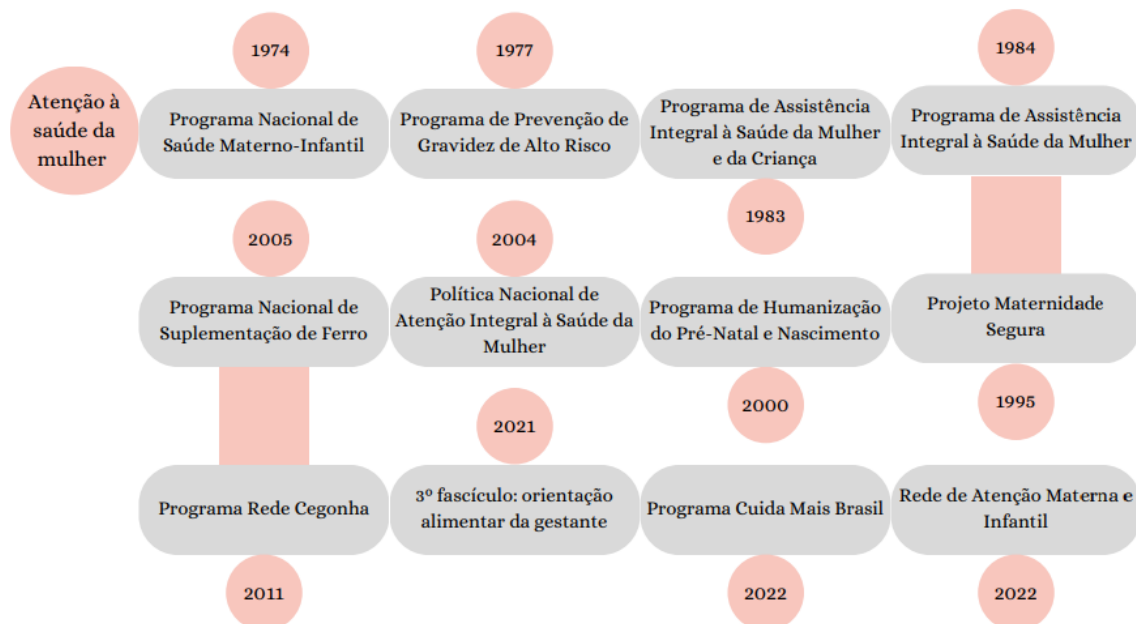 Atenção à
saúde da
mulher
1974
Programa Nacional de
Saúde Materno-Infantil
1977
Programa de Prevenção de
Gravidez de Alto Risco
Programa de Assistência
Integral à Saúde da Mulher
e da Criança
1983
1984
Programa de Assistência
Integral à Saúde da Mulher
2005
Programa Nacional de
Suplementação de Ferro
2004
Política Nacional de
Atenção Integral à Saúde da
Mulher
Programa de Humanização
do Pré-Natal e Nascimento
2000
Projeto Maternidade
Segura
1995
Programa Rede Cegonha
2011
2021
3º fascículo: orientação
alimentar da gestante
Programa Cuida Mais Brasil
2022
Rede de Atenção Materna e
Infantil
2022